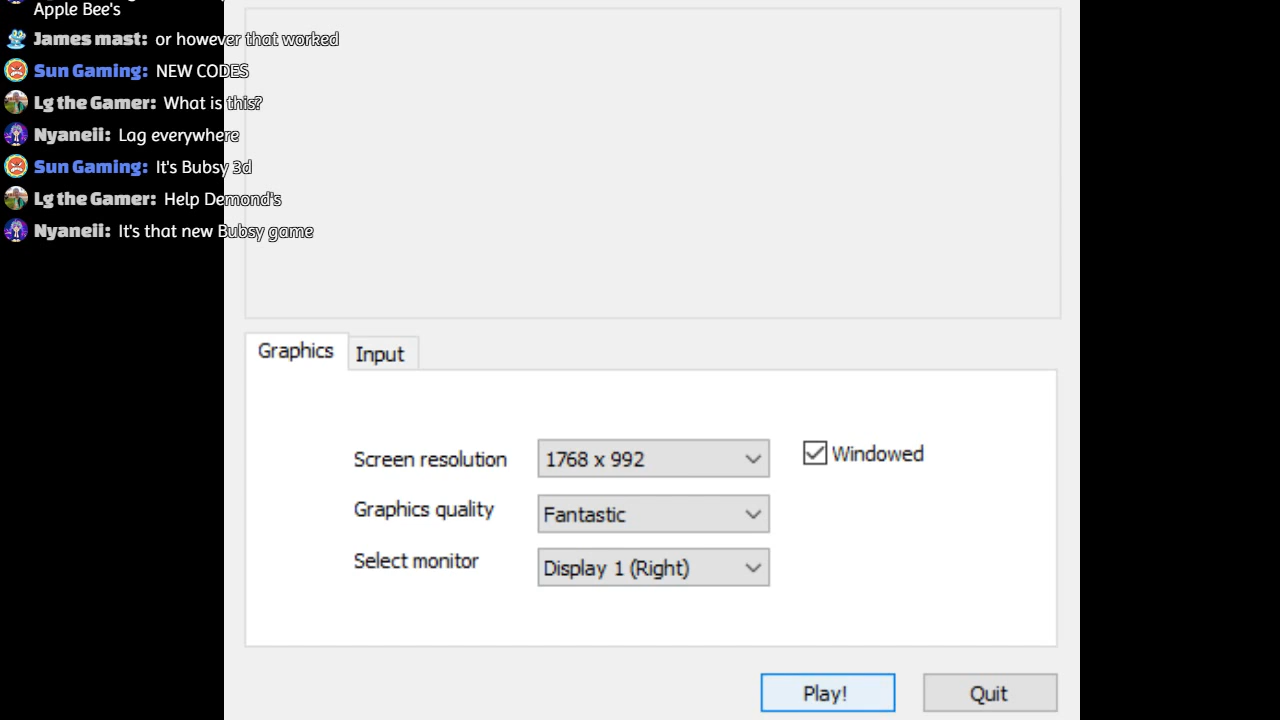 Apple Bee's
James mast: or however that worked
Sun Gaming: NEW CODES
Lg the Gamer: What is this?
Nyaneii: Lag everywhere
Sun Gaming: It's Bubsy 3d
Lg the Gamer: Help Demond's
Nyaneii: It's that new Bubsy game
Graphics
Input
Screen resolution
1768 x 992
Windowed
Graphics quality
Fantastic
Select monitor
Display 1 (Right)
Play!
Quit